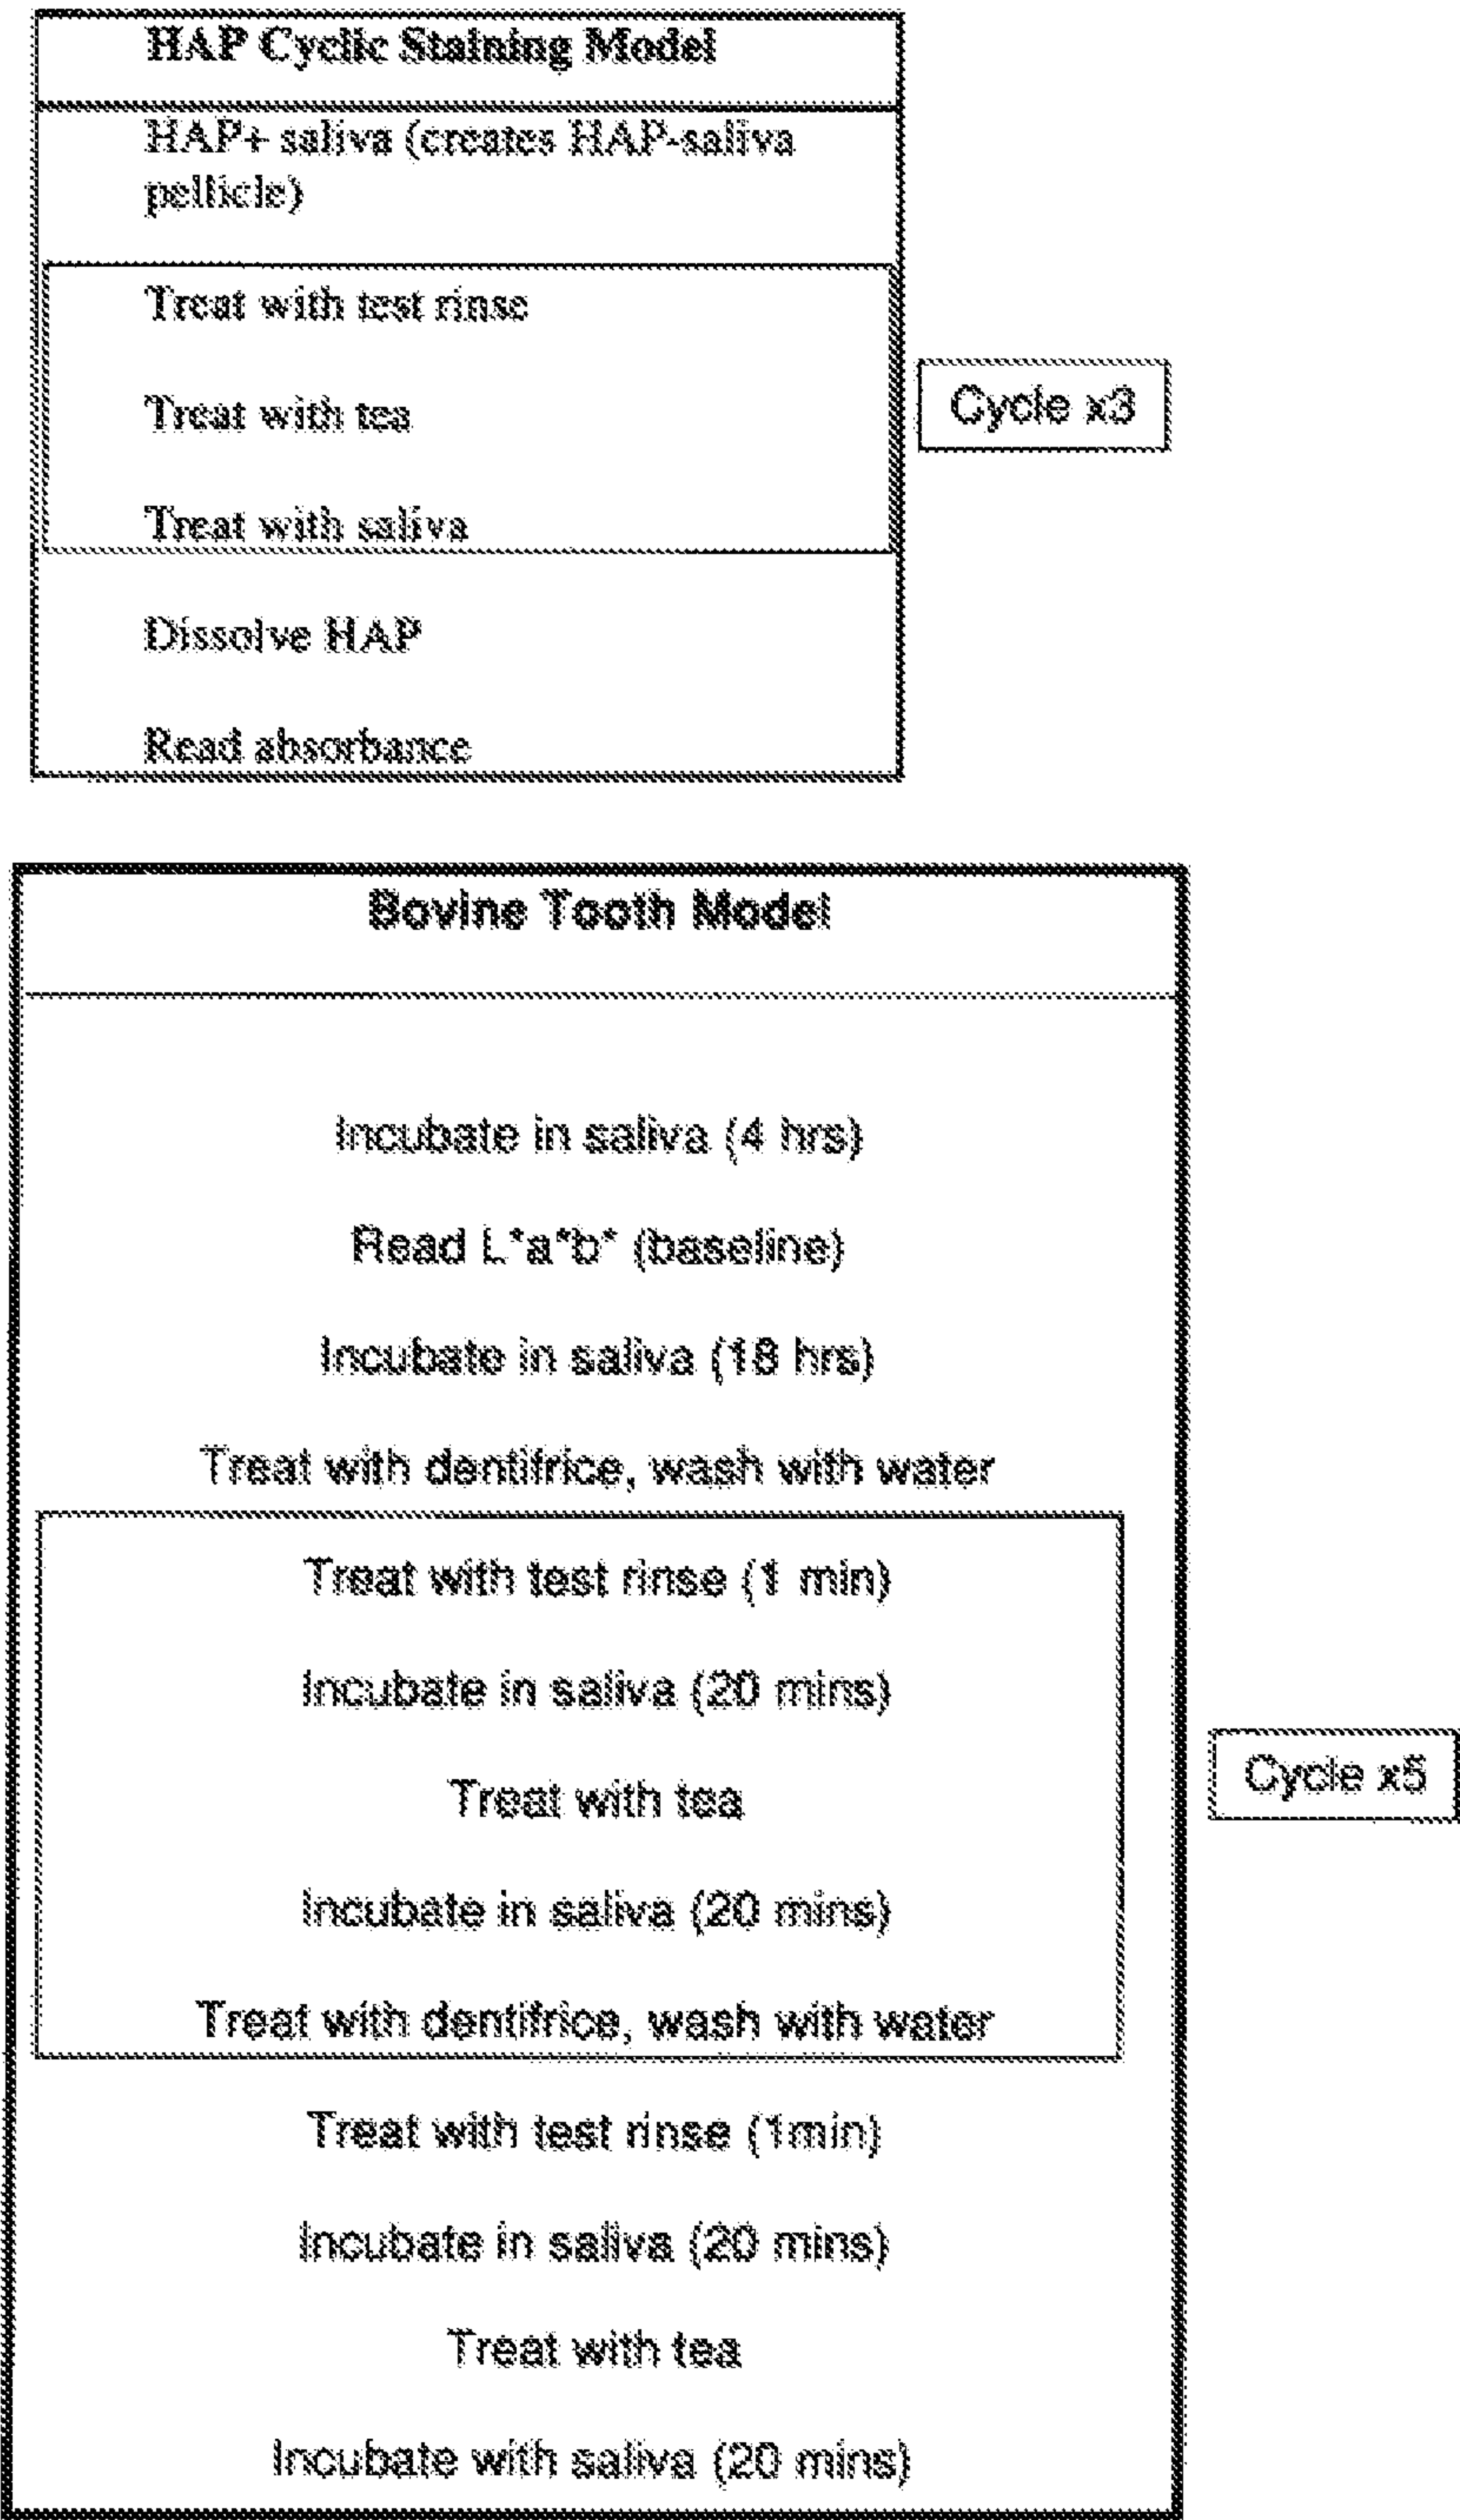 HAP Cyclic Staining Model
HAP+ saliva (creates HAP-saliva
pellicle)
Treat with test rinse
Treat with tea
Treat with saliva
Cycle x3
Dissolve HAP
Read absorbance
Bovine Tooth Model
Incubate in saliva (4 hrs)
Read L*a*b* (baseline)
Incubate in saliva (18 hrs)
Treat with dentifrice, wash with water
Treat with test rinse (1 min)
Incubate in saliva (20 mins)
Treat with tea
Cycle x5
Incubate in saliva (20 mins)
Treat with dentifrice, wash with water
Treat with test rinse (1min)
Incubate in saliva (20 mins)
Treat with tea
Incubate with saliva (20 mins)